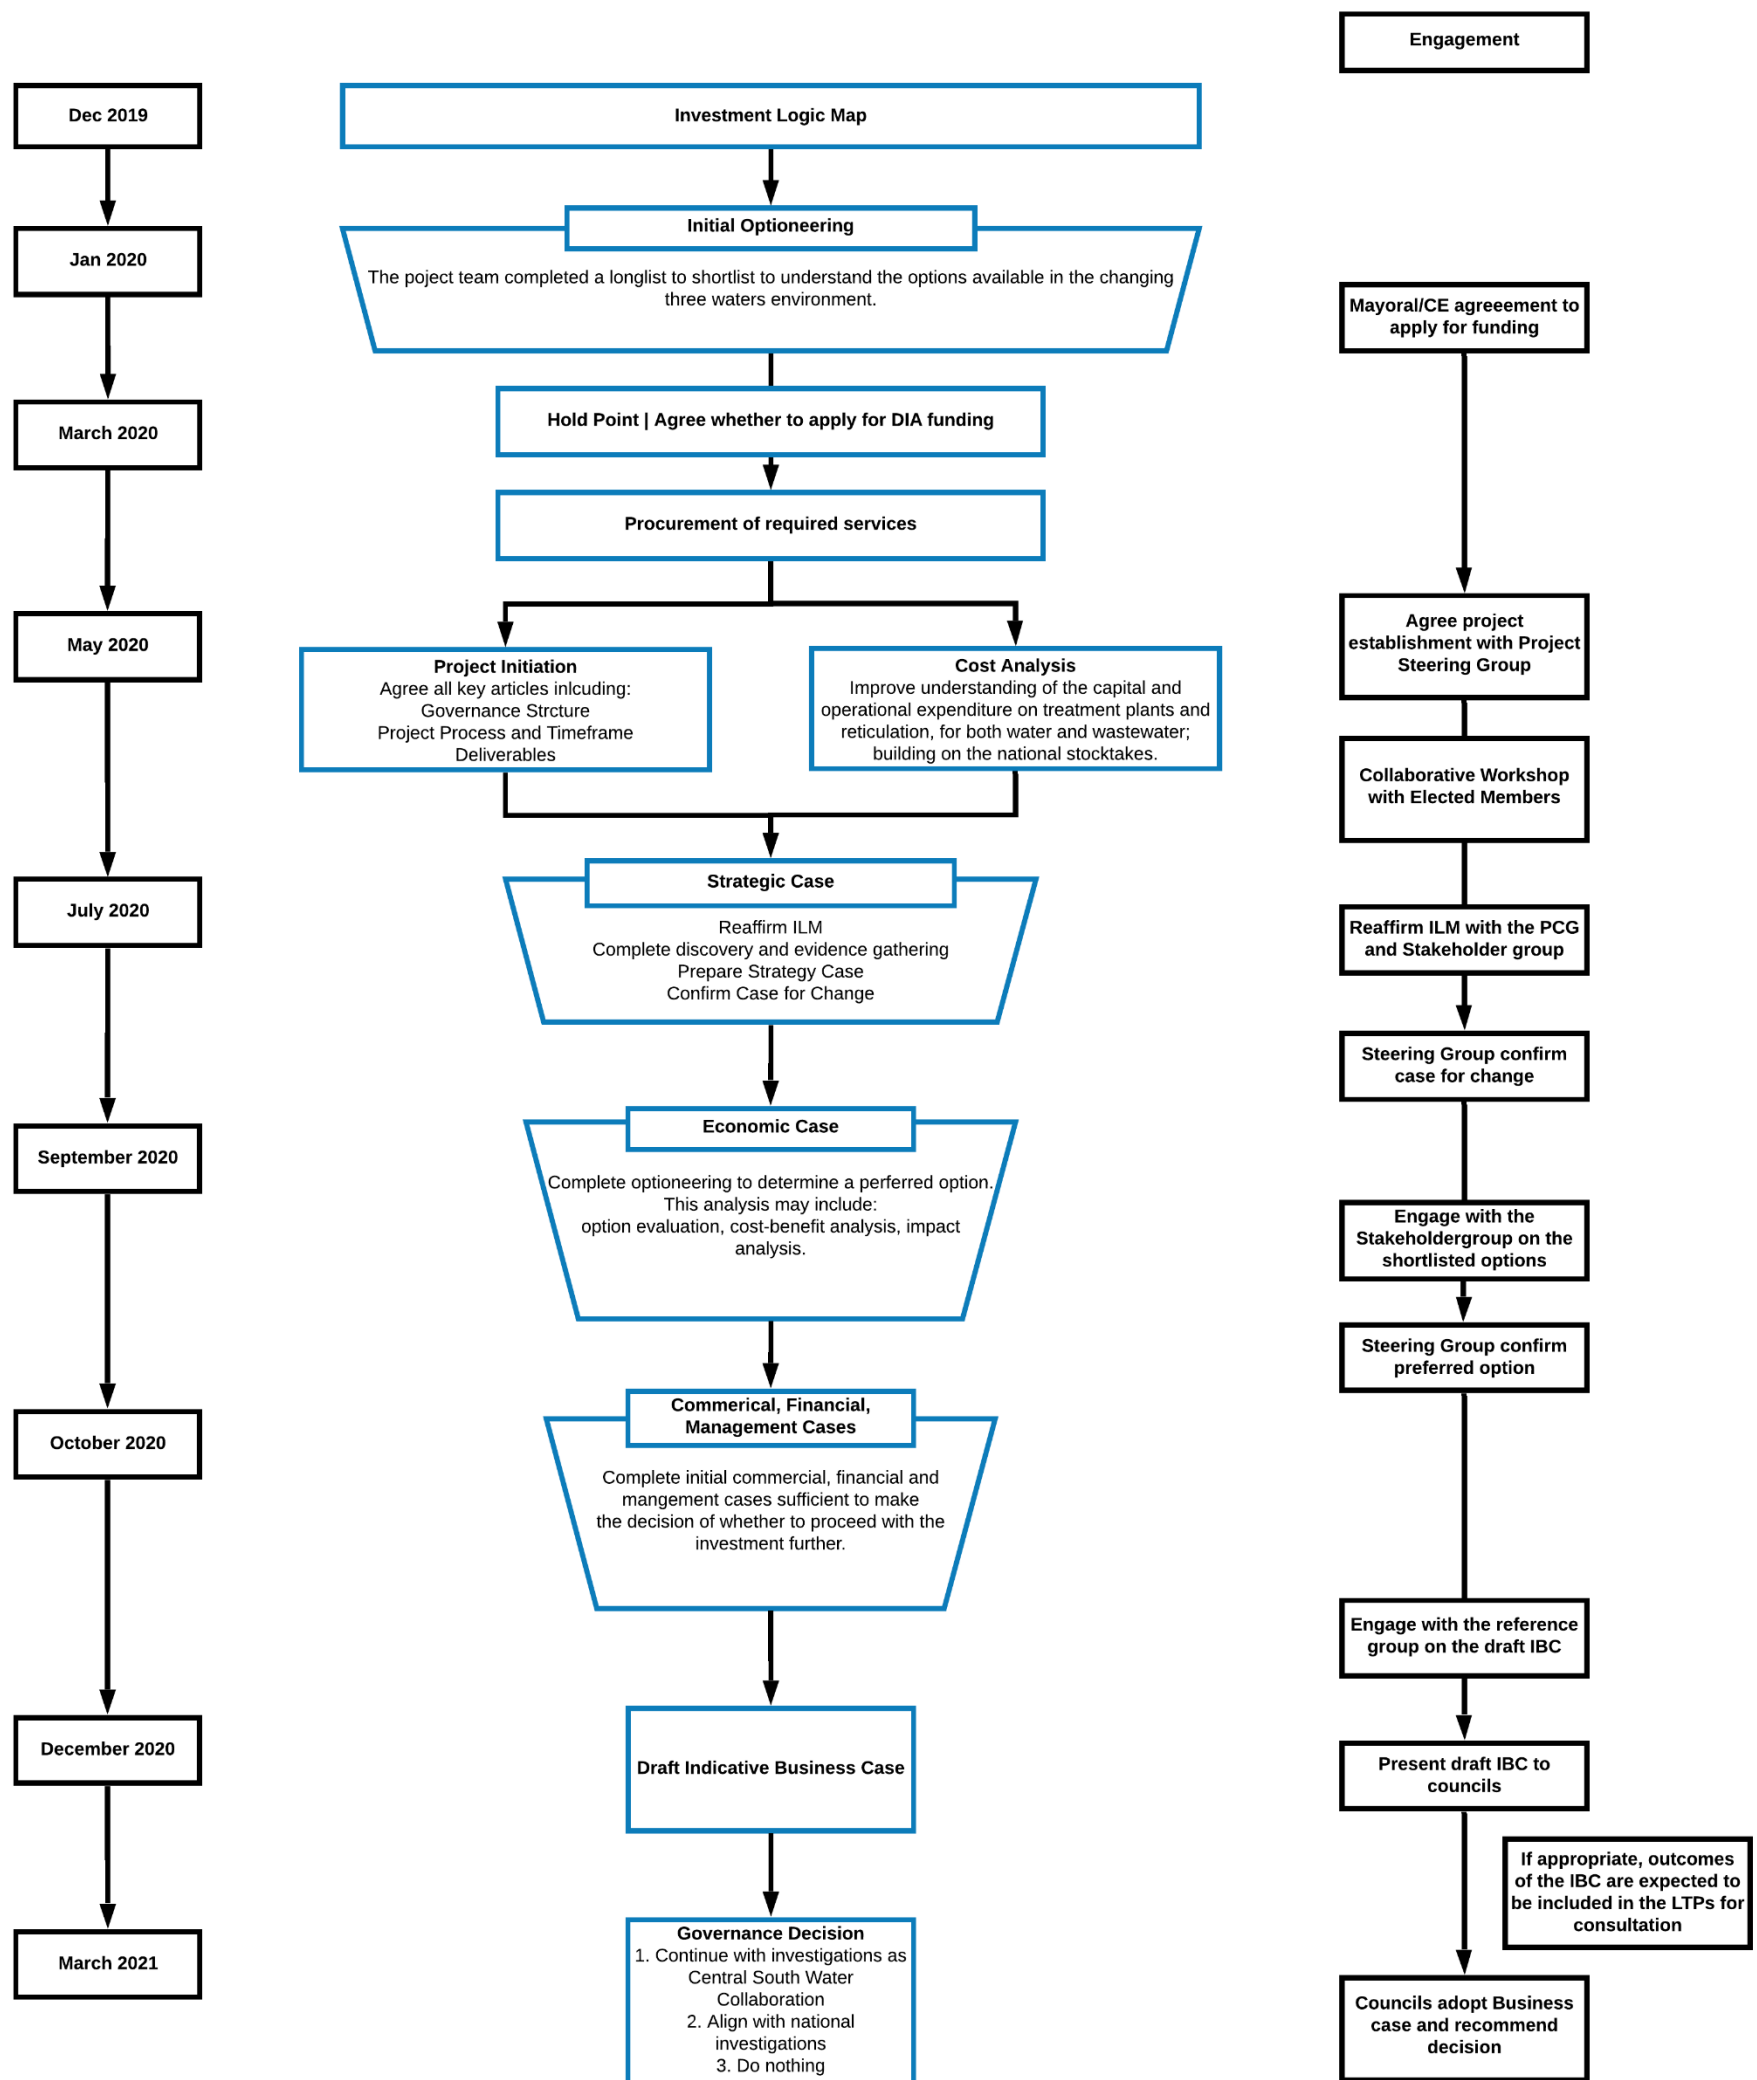 Engagement
Dec 2019
Investment Logic Map
Jan 2020
Initial Optioneering
The poject team completed a longlist to shortlist to understand the options available in the changing
three waters environment.
Mayoral/CE agreeement to
apply for funding
March 2020
Hold Point | Agree whether to apply for DIA funding
Procurement of required services
May 2020
Project Initiation
Agree all key articles inlcuding:
Governance Strcture
Project Process and Timeframe
Deliverables
Cost Analysis
Improve understanding of the capital and
operational expenditure on treatment plants and
reticulation, for both water and wastewater;
building on the national stocktakes.
Agree project
establishment with Project
Steering Group
Collaborative Workshop
with Elected Members
July 2020
Strategic Case
Reaffirm ILM
Complete discovery and evidence gathering
Prepare Strategy Case
Confirm Case for Change
Reaffirm ILM with the PCG
and Stakeholder group
Steering Group confirm
case for change
September 2020
Economic Case
Complete optioneering to determine a perferred option.
This analysis may include:
option evaluation, cost-benefit analysis, impact
analysis.
Engage with the
Stakeholdergroup on the
shortlisted options
Steering Group confirm
preferred option
October 2020
Commerical, Financial,
Management Cases
Complete initial commercial, financial and
mangement cases sufficient to make
the decision of whether to proceed with the
investment further.
Engage with the reference
group on the draft IBC
December 2020
Draft Indicative Business Case
Present draft IBC to
councils
If appropriate, outcomes
of the IBC are expected to
be included in the LTPs for
consultation
March 2021
Governance Decision
1. Continue with investigations as
Central South Water
Collaboration
2. Align with national
investigations
3. Do nothing
Councils adopt Business
case and recommend
decision